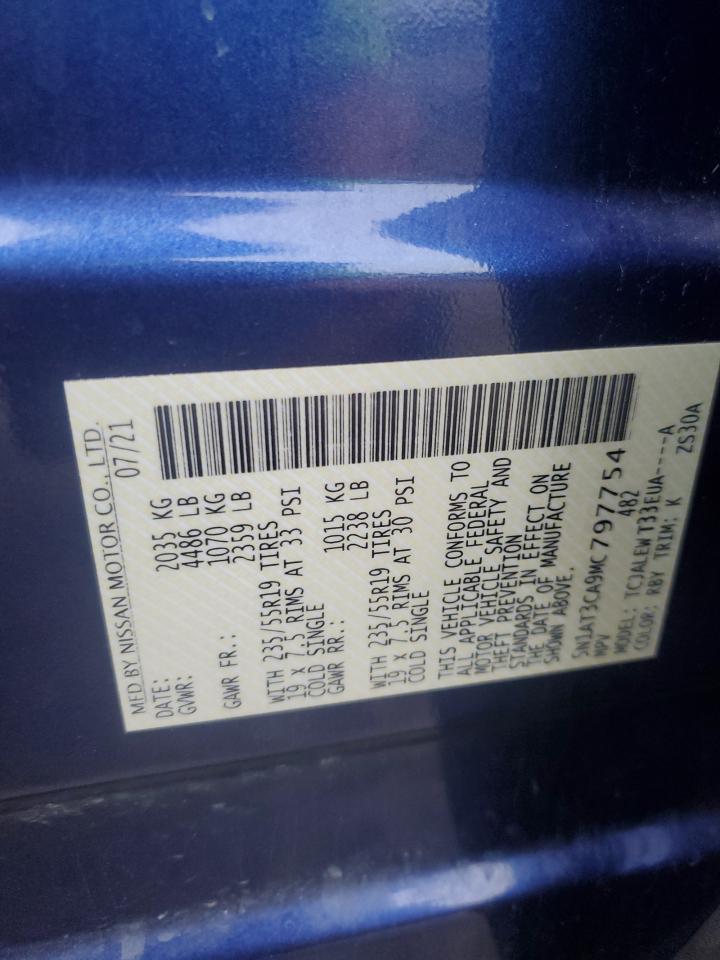 MFD BY NISSAN MOTOR CO., LTD.
DATE: 07/21
GVWR: 2035 KG
4486 LB
GAWR FR.: 1070 KG
2359 LB
WITH 235/55R19 TIRES
19 X 7.5 RIMS AT 33 PSI
COLD SINGLE
GAWR RR.: 1015 KG
2238 LB
WITH 235/55R19 TIRES
19 X 7.5 RIMS AT 30 PSI
COLD SINGLE
THIS VEHICLE CONFORMS TO
ALL APPLICABLE FEDERAL
MOTOR VEHICLE SAFETY AND
THEFT PREVENTION
STANDARDS IN EFFECT ON
THE DATE OF MANUFACTURE
SHOWN ABOVE.
5N1AT3CA9MC797754
MPV 482
MODEL: TCJALEWT33EUA----A
COLOR: RBY TRIM: K ZS30A